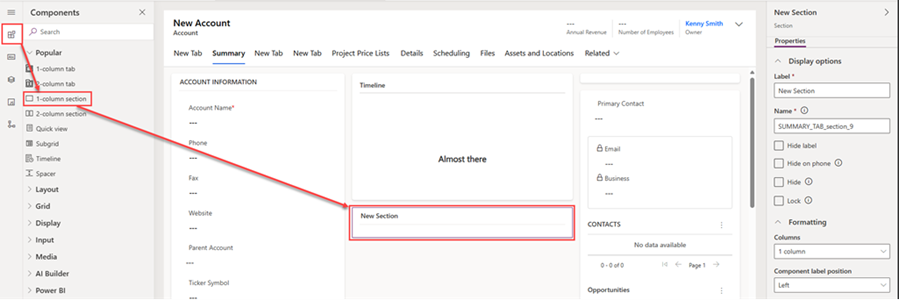 Components
Search
Popular
1-column tab
2-column tab
1-column section
2-column section
Quick view
Subgrid
Timeline
Spacer
Layout
Grid
Display
Input
Media
AI Builder
Power BI
New Account
Account
---
Annual Revenue
---
Number of Employees
Kenny Smith
Owner
New Tab Summary New Tab New Tab Project Price Lists Details Scheduling Files Assets and Locations Related
ACCOUNT INFORMATION
Account Name*
---
Phone
---
Fax
---
Website
---
Parent Account
---
Ticker Symbol
Timeline
Almost there
New Section
Primary Contact
---
Email
---
Business
---
CONTACTS
No data available
0 - 0 of 0 Page 1
Opportunities
New Section
Section
Properties
Display options
Label *
New Section
Name *
SUMMARY_TAB_section_9
Hide label
Hide on phone
Hide
Lock
Formatting
Columns
1 column
Component label position
Left